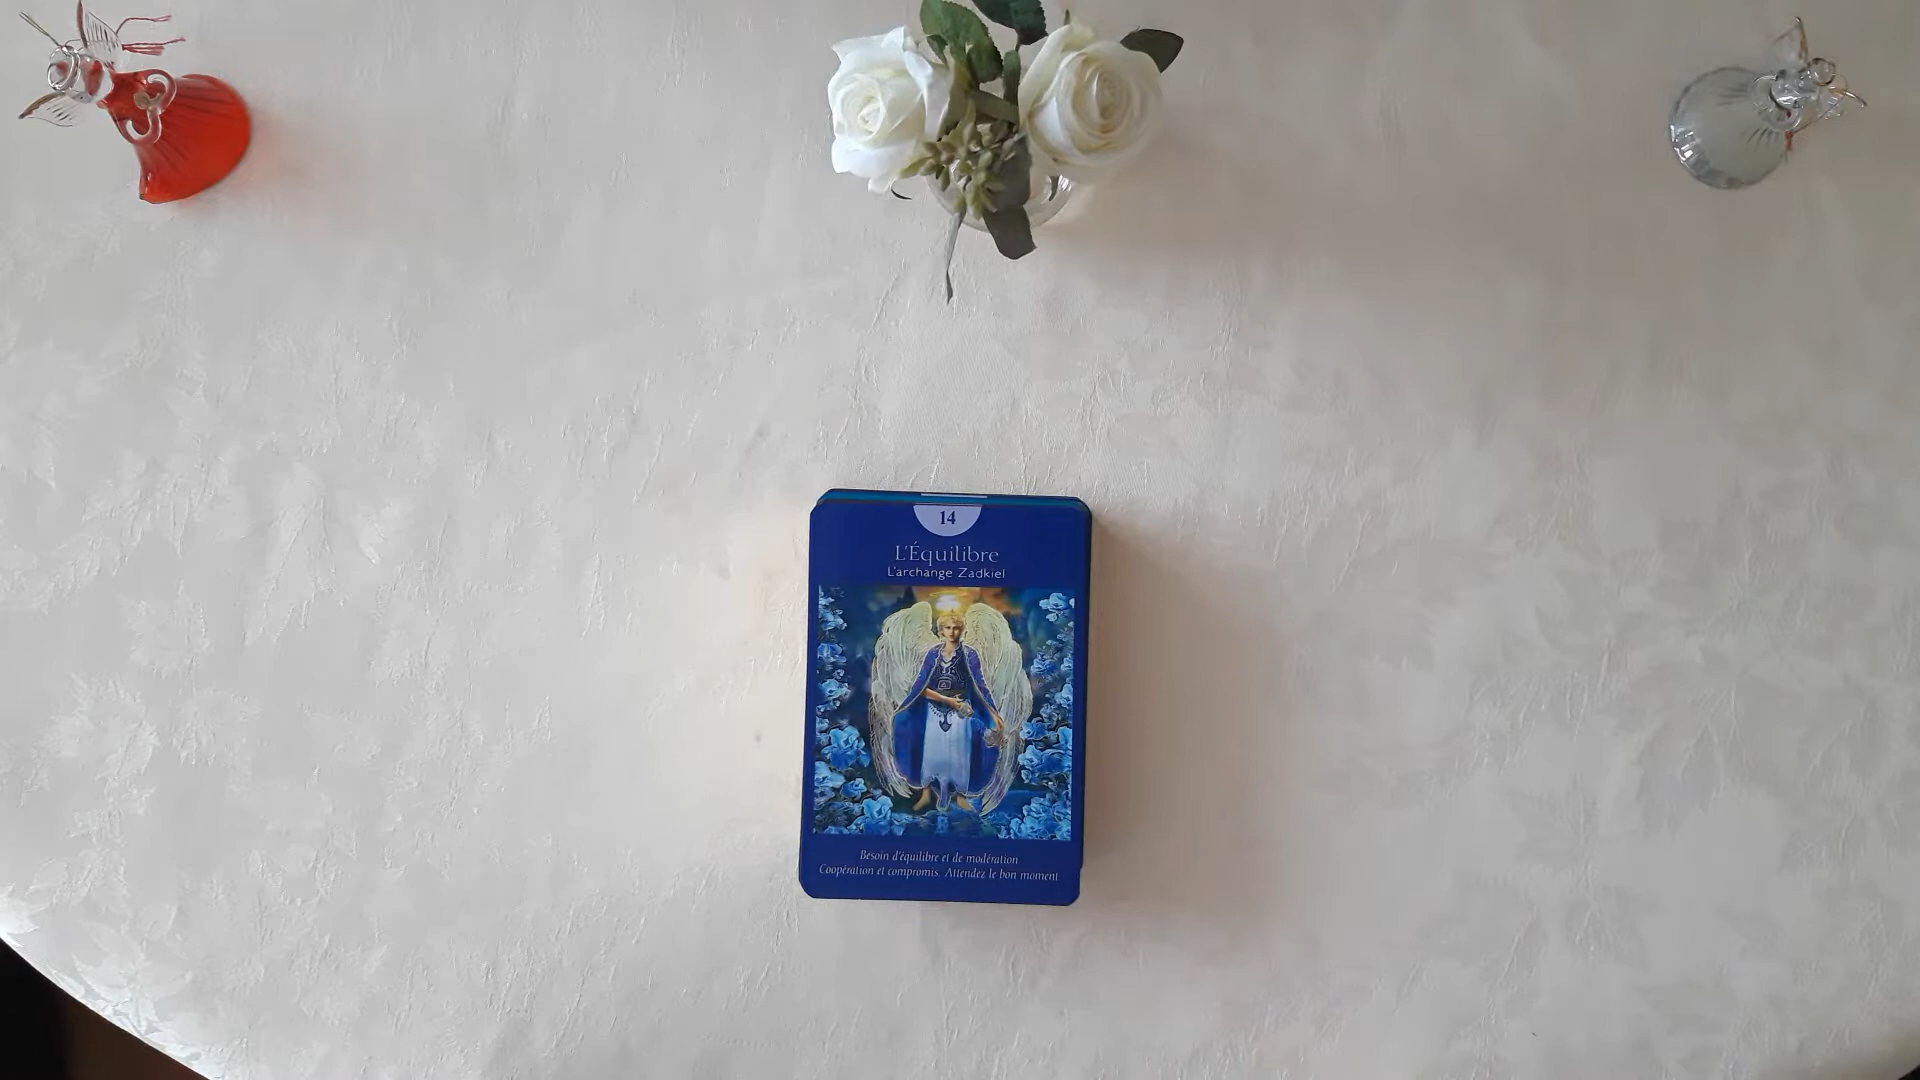 14
L'Équilibre
L'archange Zadkiel
Besoin d'équilibre et de modération.
Coopération et compromis. Attendez le bon moment.